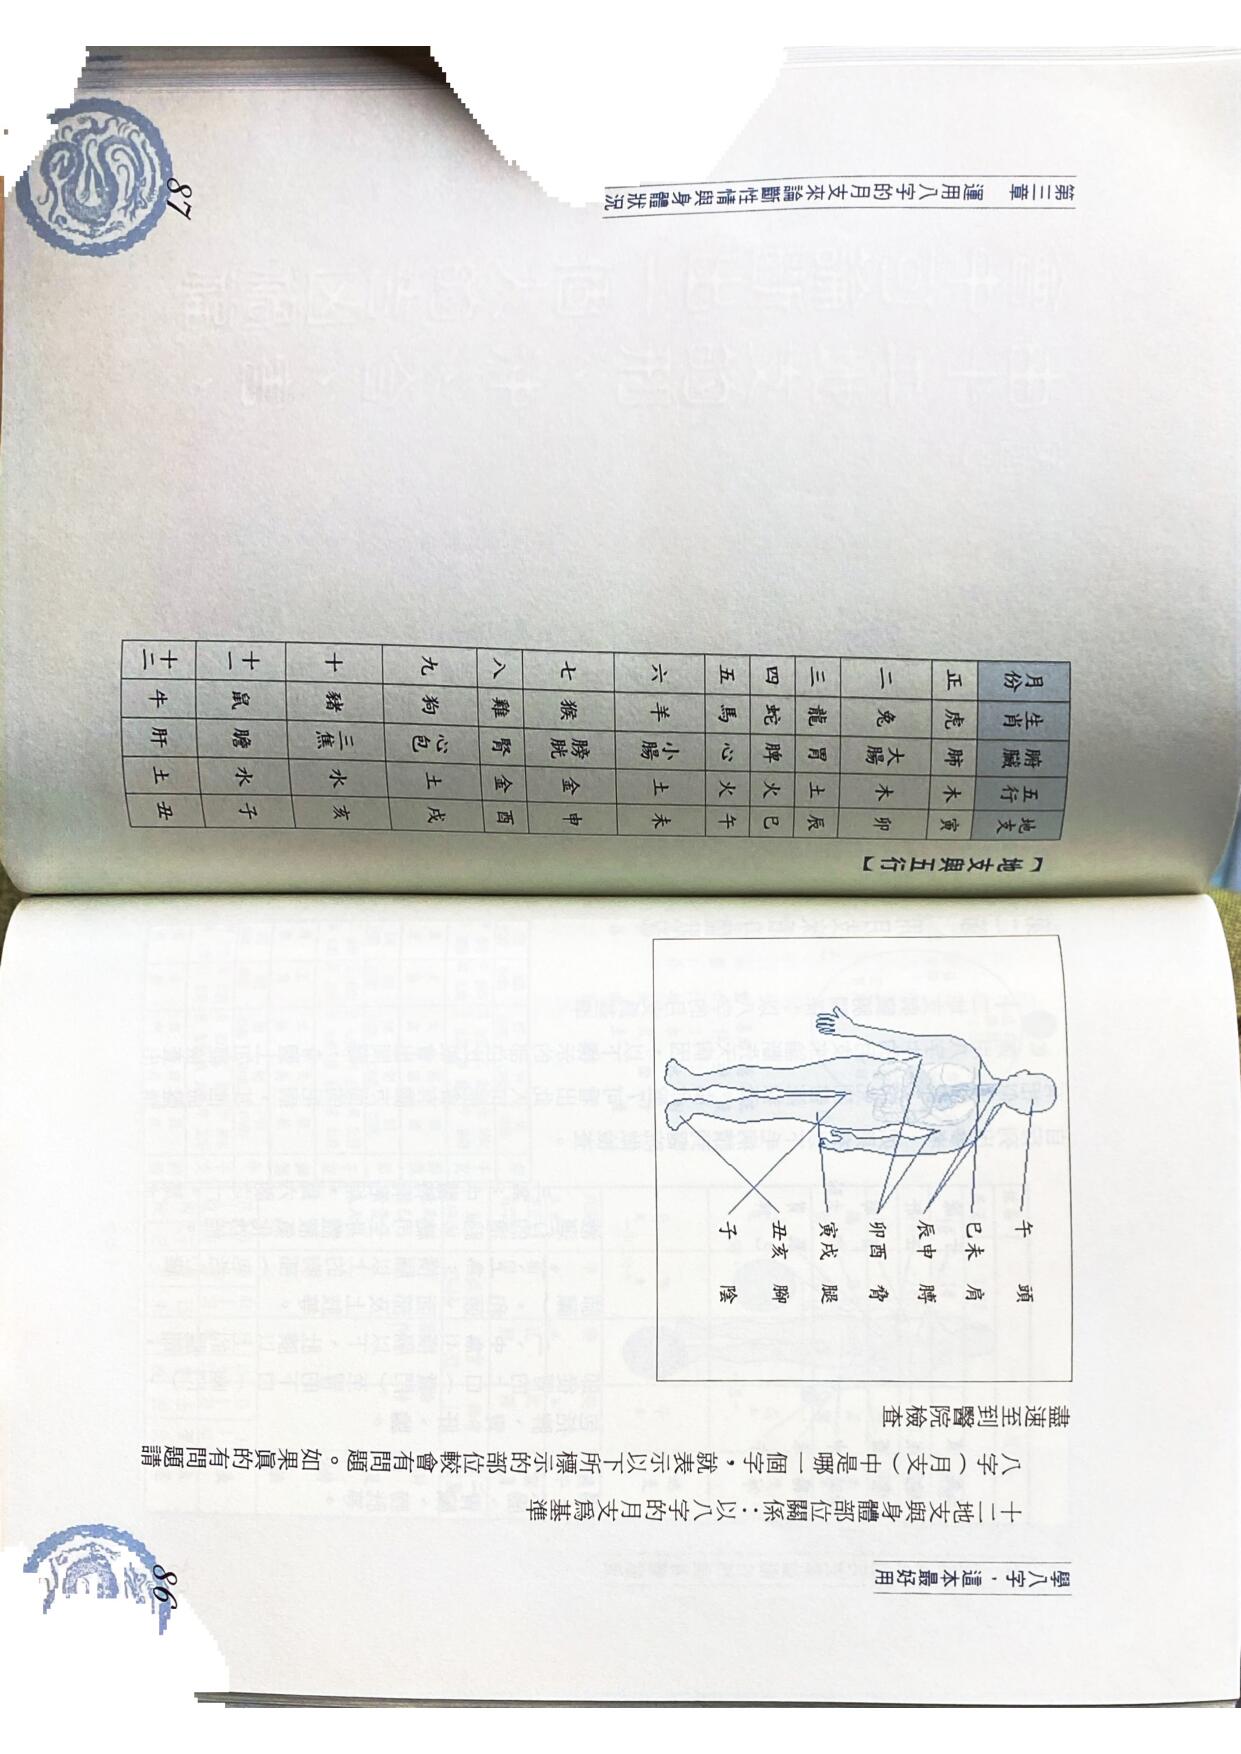 學八字，這本最好用
十二地支與身體部位關係：以八字的月支爲基準
八字（月支）中是哪一個字，就表示以下所標示的部位較會有問題。如果眞的有問題請
盡速至到醫院檢查
午 頭
巳未 肩
辰申 膊
卯酉 脅
寅戌 腿
丑亥 腳
子 陰
86
【地支與五行】
地支 寅 卯 辰 巳 午 未 申 酉 戌 亥 子 丑
五行 木 木 土 火 火 土 金 金 土 水 水 土
腑臟 肺 大腸 胃 脾 心 小腸 膀胱 腎 心包 三焦 膽 肝
生肖 虎 兔 龍 蛇 馬 羊 猴 雞 狗 豬 鼠 牛
月份 正 二 三 四 五 六 七 八 九 十 十一 十二
第三章 運用八字的月支來論斷性情與身體狀況
87